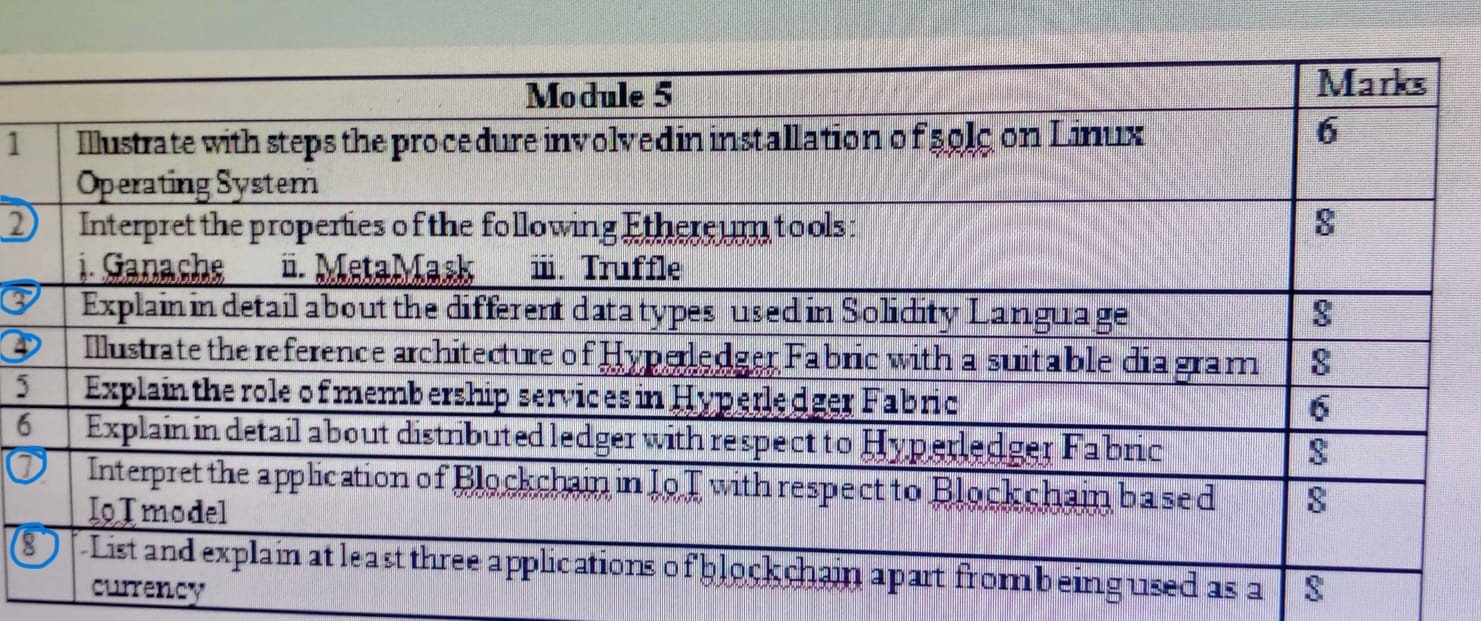 Module 5 Marks
1 Illustrate with steps the procedure involved in installation of solc on Linux 6
Operating System
2 Interpret the properties of the following Ethereum tools: 8
i. Ganache ii. MetaMask iii. Truffle
3 Explain in detail about the different data types used in Solidity Language 8
4 Illustrate the reference architecture of Hyperledger Fabric with a suitable diagram 8
5 Explain the role of membership services in Hyperledger Fabric 6
6 Explain in detail about distributed ledger with respect to Hyperledger Fabric 8
7 Interpret the application of Blockchain in IoT with respect to Blockchain based 8
IoT model
8 List and explain at least three applications of blockchain apart from being used as a 8
currency